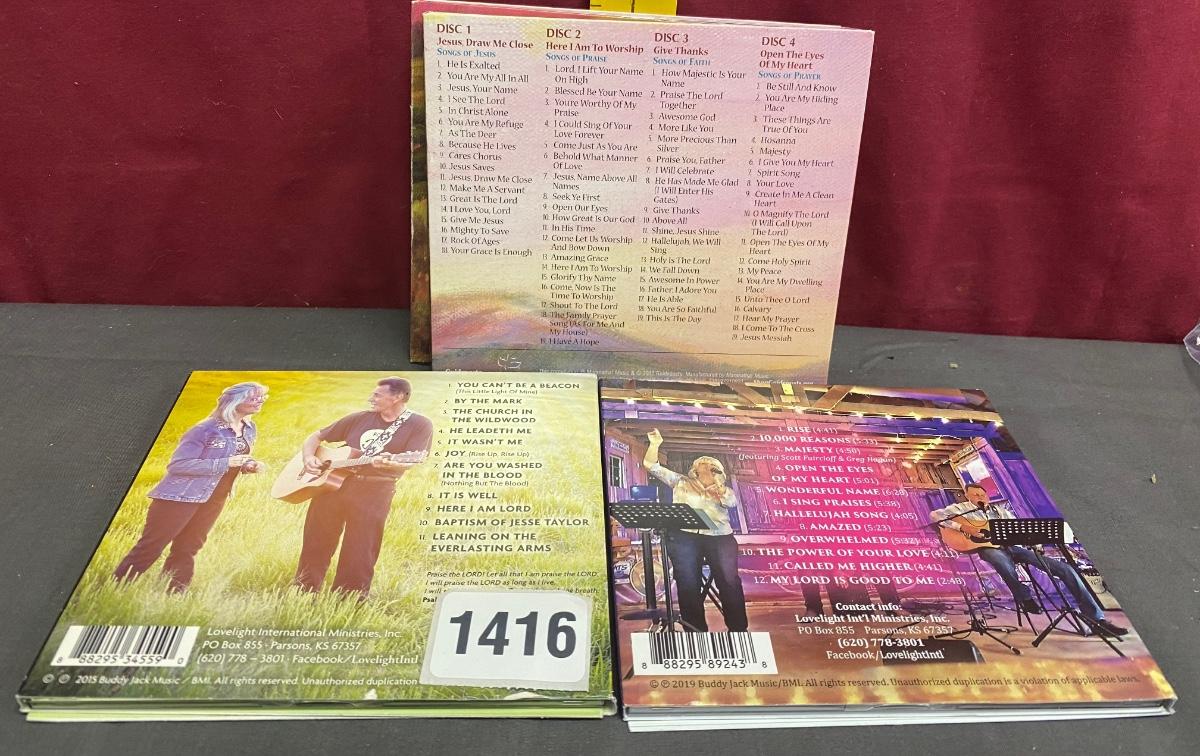 DISC 1
Jesus, Draw Me Close
SONGS OF JESUS
1. He Is Exalted
2. You Are My All In All
3. Jesus, Your Name
4. I See The Lord
5. In Christ Alone
6. You Are My Refuge
7. As The Deer
8. Because He Lives
9. Cares Chorus
10. Jesus Saves
11. Jesus, Draw Me Close
12. Make Me A Servant
13. Great Is The Lord
14. I Love You, Lord
15. Give Me Jesus
16. Mighty To Save
17. Rock Of Ages
18. Your Grace Is Enough
DISC 2
Here I Am To Worship
SONGS OF PRAISE
1. Lord, I Lift Your Name
On High
2. Blessed Be Your Name
3. You're Worthy Of My
Praise
4. I Could Sing Of Your
Love Forever
5. Come Just As You Are
6. Behold What Manner
Of Love
7. Jesus, Name Above All
Names
8. Seek Ye First
9. Open Our Eyes
10. How Great Is Our God
11. In His Time
12. Come Let Us Worship
And Bow Down
13. Amazing Grace
14. Here I Am To Worship
15. Glorify Thy Name
16. Come, Now Is The
Time To Worship
17. Shout To The Lord
18. The Family Prayer
Song (As For Me And
My House)
19. I Have A Hope
DISC 3
Give Thanks
SONGS OF FAITH
1. How Majestic Is Your
Name
2. Praise The Lord
Together
3. Awesome God
4. More Like You
5. More Precious Than
Silver
6. Praise You, Father
7. I Will Celebrate
8. He Has Made Me Glad
(I Will Enter His
Gates)
9. Give Thanks
10. Above All
11. Shine, Jesus Shine
12. Hallelujah, We Will
Sing
13. Holy Is The Lord
14. We Fall Down
15. Awesome In Power
16. Father, I Adore You
17. He Is Able
18. You Are So Faithful
19. This Is The Day
DISC 4
Open The Eyes
Of My Heart
SONGS OF PRAYER
1. Be Still And Know
2. You Are My Hiding
Place
3. These Things Are
True Of You
4. Hosanna
5. Majesty
6. I Give You My Heart
7. Spirit Song
8. Your Love
9. Create In Me A Clean
Heart
10. O Magnify The Lord
(I Will Call Upon
The Lord)
11. Open The Eyes Of My
Heart
12. Come Holy Spirit
13. My Peace
14. You Are My Dwelling
Place
15. Unto Thee O Lord
16. Calvary
17. Hear My Prayer
18. I Come To The Cross
19. Jesus Messiah
1. YOU CAN'T BE A BEACON
(This Little Light Of Mine)
2. BY THE MARK
3. THE CHURCH IN
THE WILDWOOD
4. HE LEADETH ME
5. IT WASN'T ME
6. JOY (Rise Up, Rise Up)
7. ARE YOU WASHED
IN THE BLOOD
(Nothing But The Blood)
8. IT IS WELL
9. HERE I AM LORD
10. BAPTISM OF JESSE TAYLOR
11. LEANING ON THE
EVERLASTING ARMS
Praise the LORD! Let all that I am praise the LORD.
I will praise the LORD as long as I live.
I will
breath.
Psal
1416
8 88295 34559 0
Lovelight International Ministries, Inc.
PO Box 855 · Parsons, KS 67357
(620) 778 – 3801 · Facebook/LovelightIntl
© ℗ 2015 Buddy Jack Music / BMI. All rights reserved. Unauthorized duplication
1. RISE (4:41)
2. 10,000 REASONS (5:33)
3. MAJESTY (4:50)
(featuring Scott Faircloff & Greg Hagun)
4. OPEN THE EYES
OF MY HEART (5:01)
5. WONDERFUL NAME (6:28)
6. I SING PRAISES (5:38)
7. HALLELUJAH SONG (4:05)
8. AMAZED (5:23)
9. OVERWHELMED (5:32)
10. THE POWER OF YOUR LOVE (4:11)
11. CALLED ME HIGHER (4:41)
12. MY LORD IS GOOD TO ME (2:48)
Contact info:
Lovelight Int'l Ministries, Inc.
PO Box 855 Parsons, KS 67357
(620) 778-3801
Facebook/LovelightIntl
8 88295 89243 8
© ℗ 2019 Buddy Jack Music/BMI. All rights reserved. Unauthorized duplication is a violation of applicable laws.